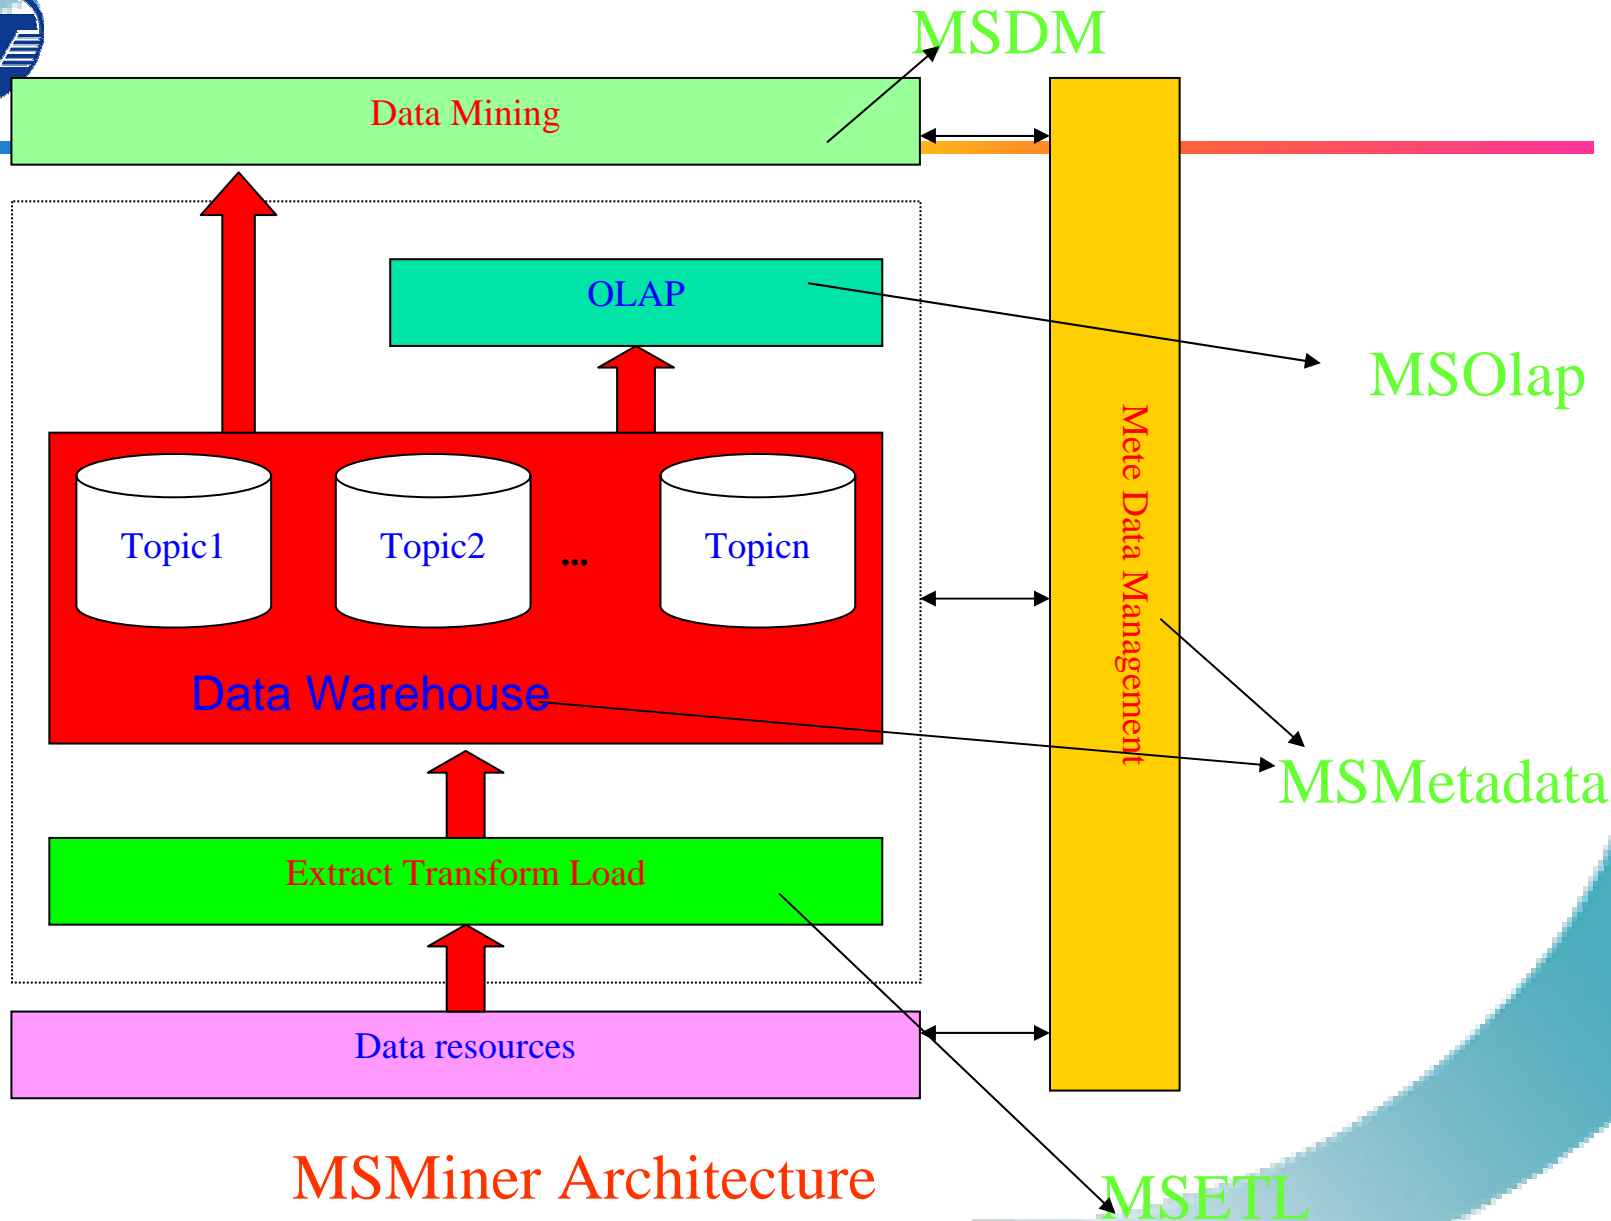 MSDM
Data Mining
OLAP
MSOlap
Mete Data Management
Topic1
Topic2
...
Topicn
Data Warehouse
MSMetadata
Extract Transform Load
Data resources
MSMiner Architecture
MSETL